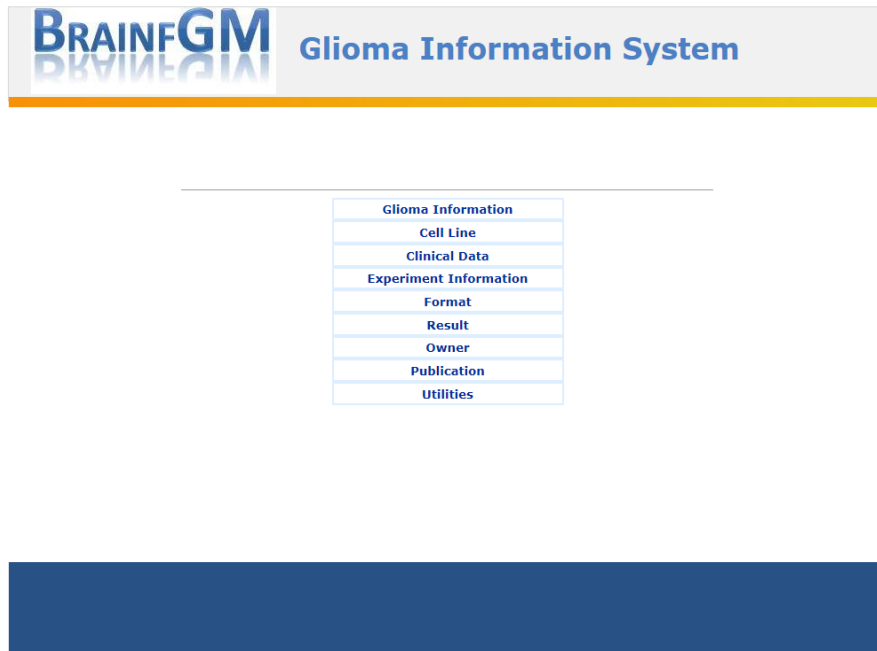 BRAINFGM
Glioma Information System
Glioma Information
Cell Line
Clinical Data
Experiment Information
Format
Result
Owner
Publication
Utilities